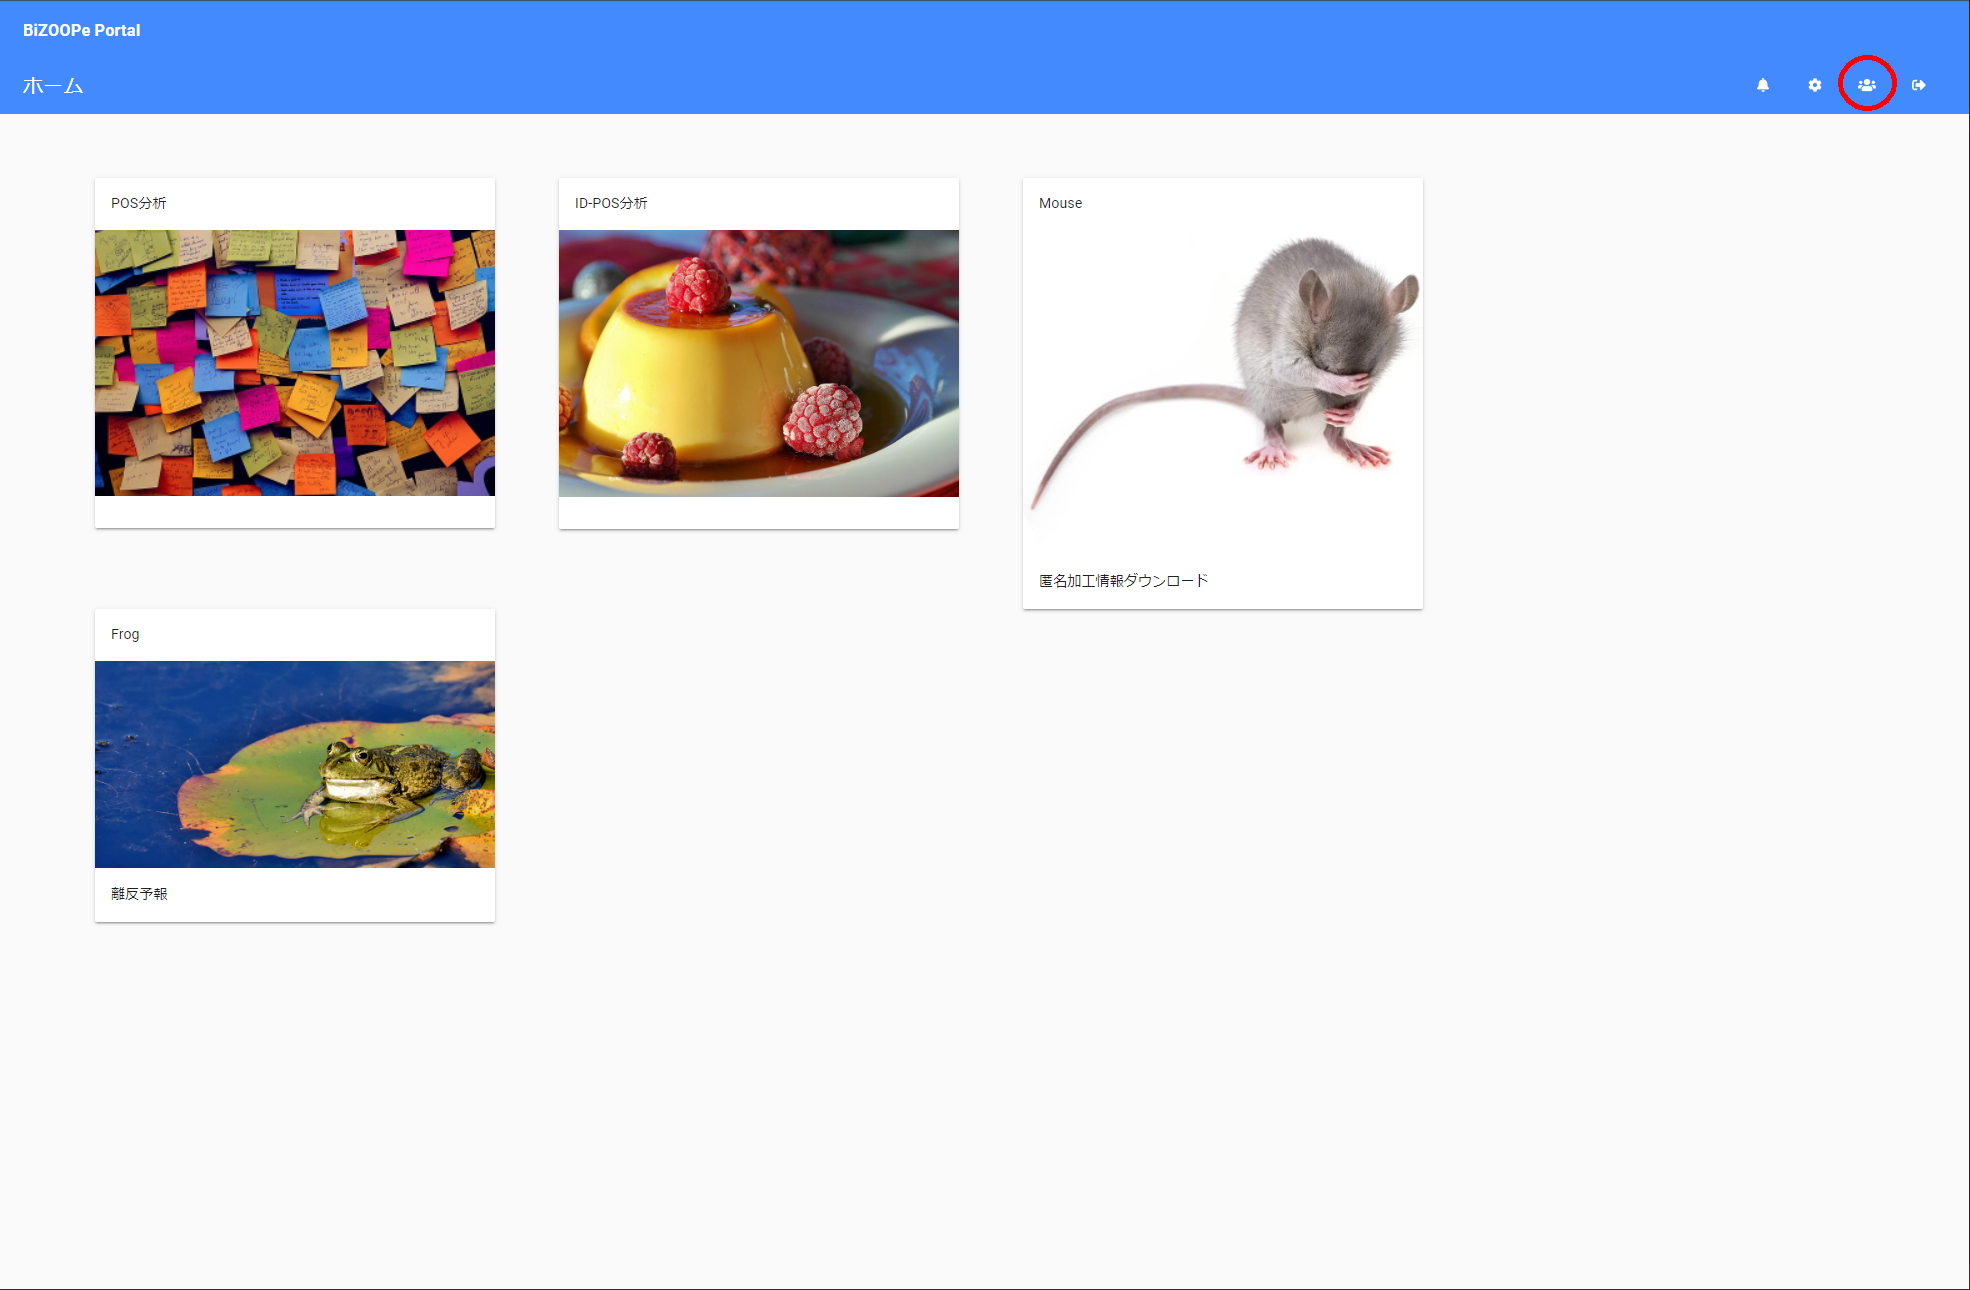 BiZOOPe Portal
ホーム
POS分析
ID-POS分析
Mouse
匿名加工情報ダウンロード
Frog
離反予報